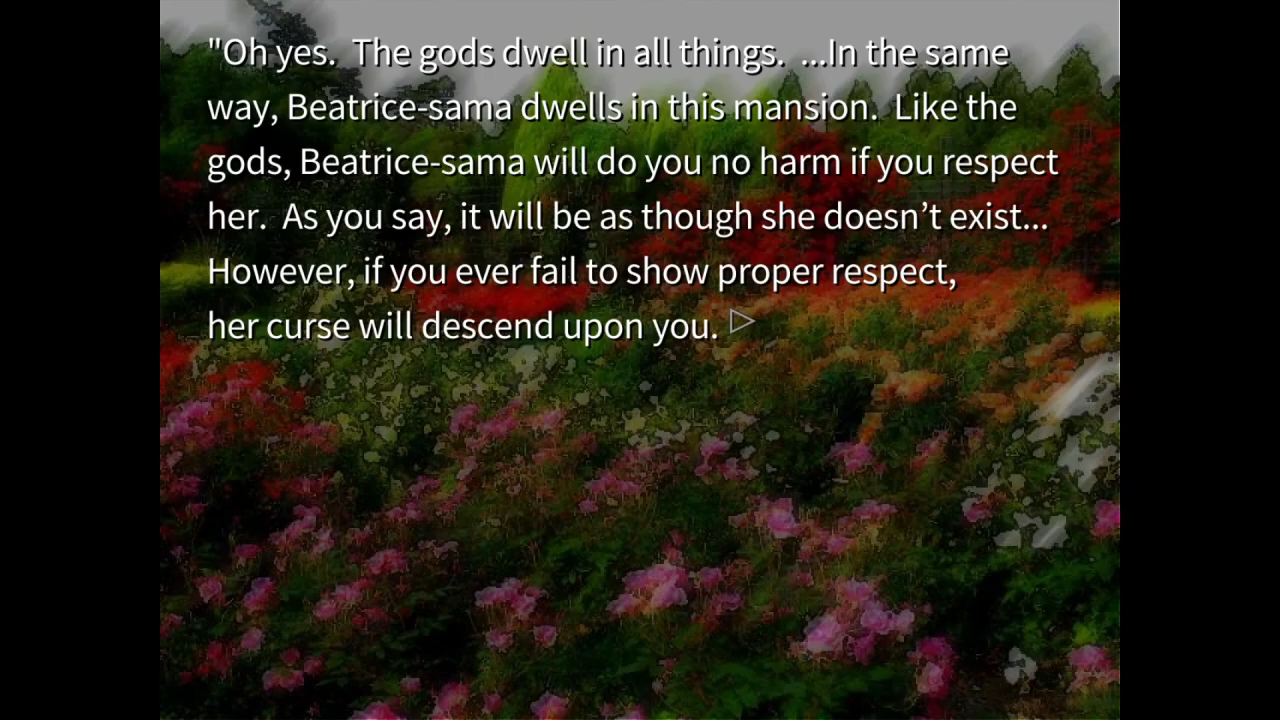 "Oh yes.  The gods dwell in all things.  ...In the same
way, Beatrice-sama dwells in this mansion.  Like the
gods, Beatrice-sama will do you no harm if you respect
her.  As you say, it will be as though she doesn’t exist...
However, if you ever fail to show proper respect,
her curse will descend upon you.